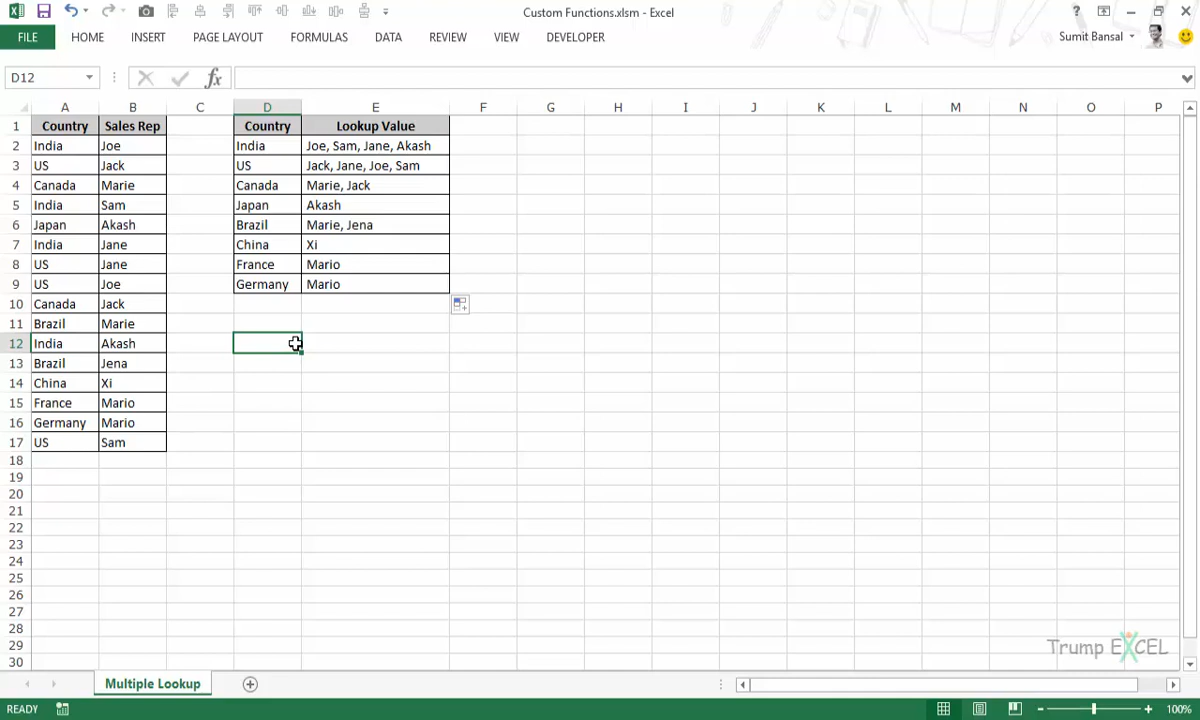 Custom Functions.xlsm - Excel
?
FILE HOME INSERT PAGE LAYOUT FORMULAS DATA REVIEW VIEW DEVELOPER Sumit Bansal
D12 fx
A B C D E F G H I J K L M N O P
1 Country Sales Rep Country Lookup Value
2 India Joe India Joe, Sam, Jane, Akash
3 US Jack US Jack, Jane, Joe, Sam
4 Canada Marie Canada Marie, Jack
5 India Sam Japan Akash
6 Japan Akash Brazil Marie, Jena
7 India Jane China Xi
8 US Jane France Mario
9 US Joe Germany Mario
10 Canada Jack
11 Brazil Marie
12 India Akash
13 Brazil Jena
14 China Xi
15 France Mario
16 Germany Mario
17 US Sam
18
19
20
21
22
23
24
25
26
27
28
29
30
Trump EXCEL
Multiple Lookup
READY 100%